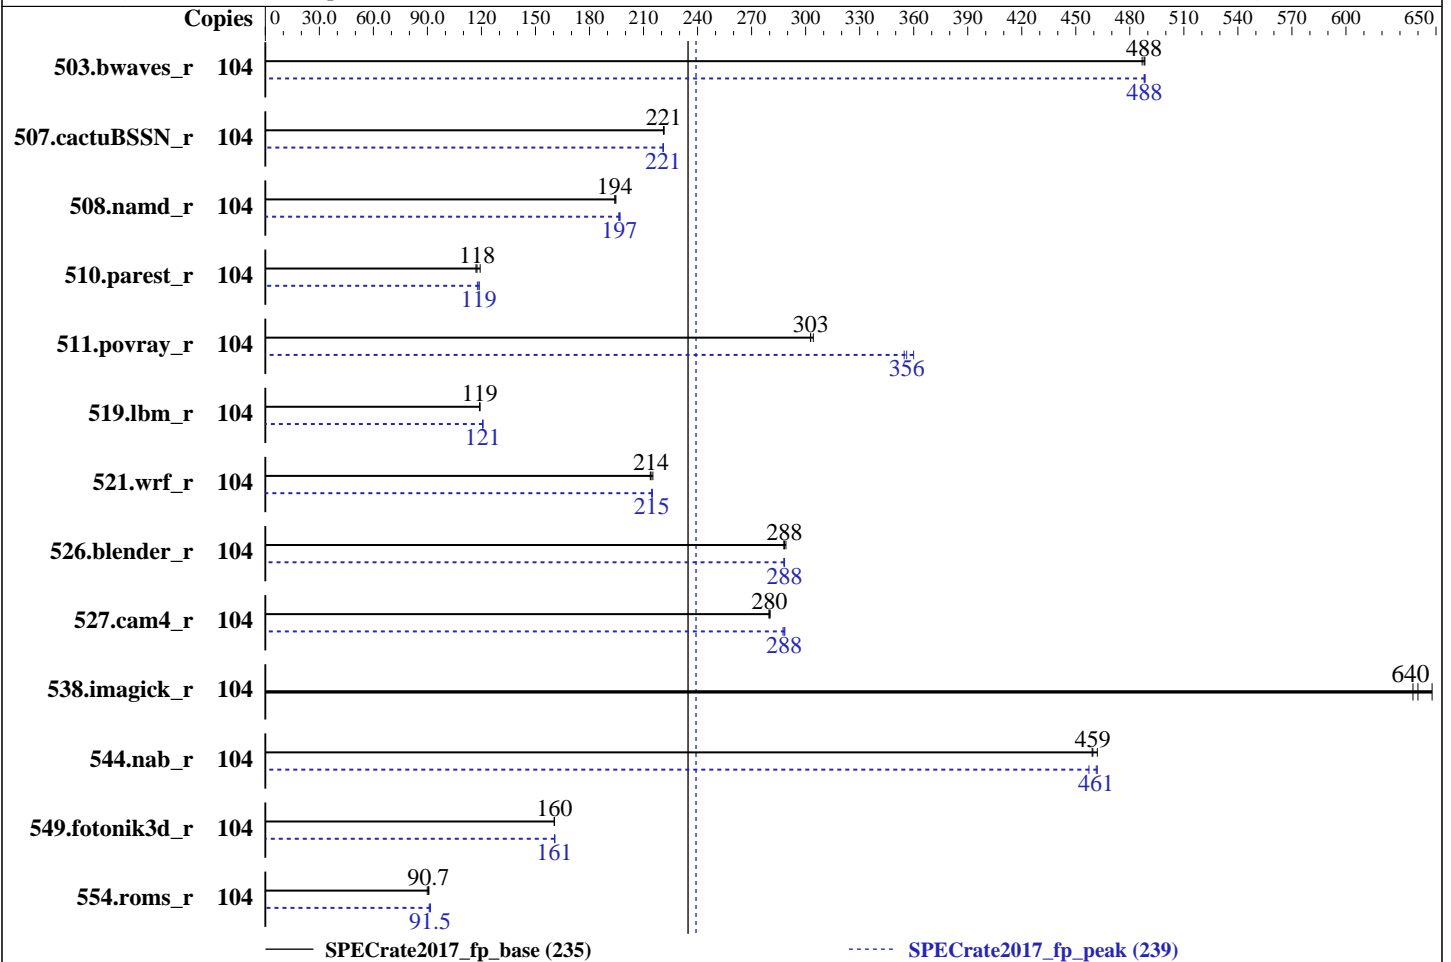 Copies 0 30.0 60.0 90.0 120 150 180 210 240 270 300 330 360 390 420 450 480 510 540 570 600 650
503.bwaves_r 104 488
488
507.cactuBSSN_r 104 221
221
508.namd_r 104 194
197
510.parest_r 104 118
119
511.povray_r 104 303
356
519.lbm_r 104 119
121
521.wrf_r 104 214
215
526.blender_r 104 288
288
527.cam4_r 104 280
288
538.imagick_r 104 640
544.nab_r 104 459
461
549.fotonik3d_r 104 160
161
554.roms_r 104 90.7
91.5
SPECrate2017_fp_base (235) SPECrate2017_fp_peak (239)